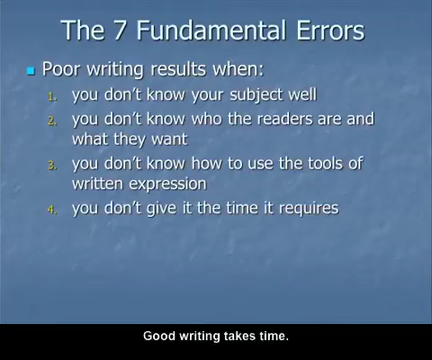 The 7 Fundamental Errors
Poor writing results when:
1. you don't know your subject well
2. you don't know who the readers are and
what they want
3. you don't know how to use the tools of
written expression
4. you don't give it the time it requires
Good writing takes time.